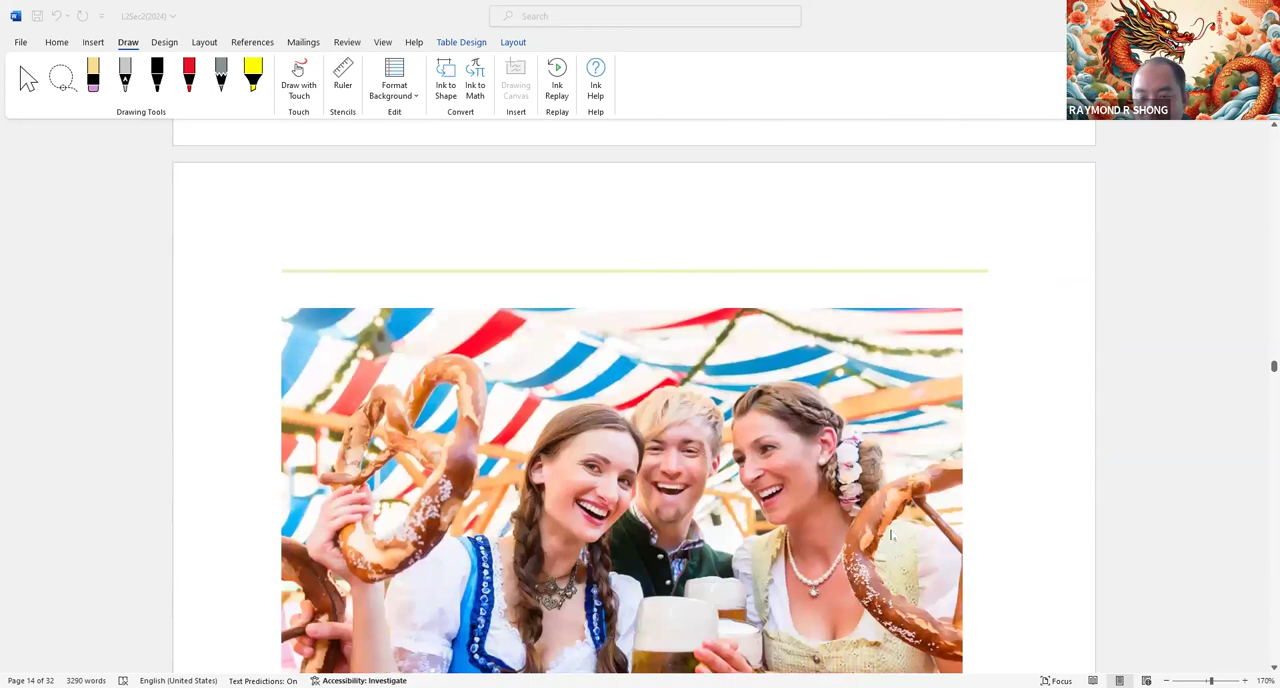 L2Sec2(2024)
Search
File Home Insert Draw Design Layout References Mailings Review View Help Table Design Layout
Draw with Touch
Ruler
Format Background
Ink to Shape
Ink to Math
Drawing Canvas
Ink Replay
Ink Help
Drawing Tools Touch Stencils Edit Convert Insert Replay Help
RAYMOND R SHONG
Page 14 of 32 3290 words English (United States) Text Predictions: On Accessibility: Investigate Focus 170%